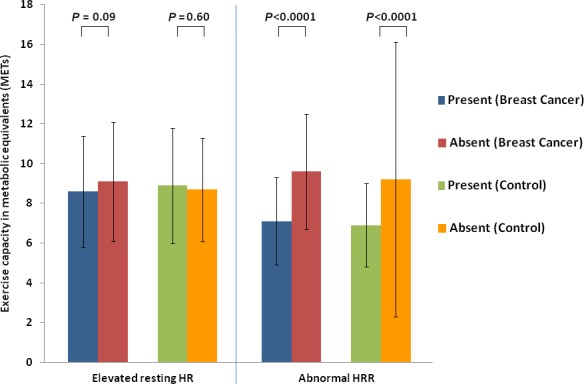 Exercise capacity in metabolic equivalents (METs)
18
16
14
12
10
8
6
4
2
0
P = 0.09
P = 0.60
P<0.0001
P<0.0001
Elevated resting HR
Abnormal HRR
Present (Breast Cancer)
Absent (Breast Cancer)
Present (Control)
Absent (Control)